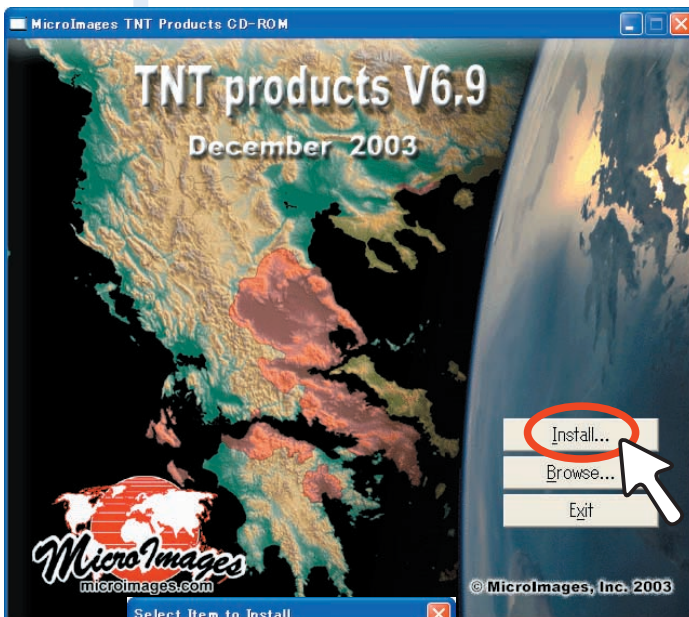 MicroImages TNT Products CD-ROM
TNT products V6.9
December 2003
Install...
Browse...
Exit
MicroImages
microimages.com
© MicroImages, Inc. 2003
Select Item to Install